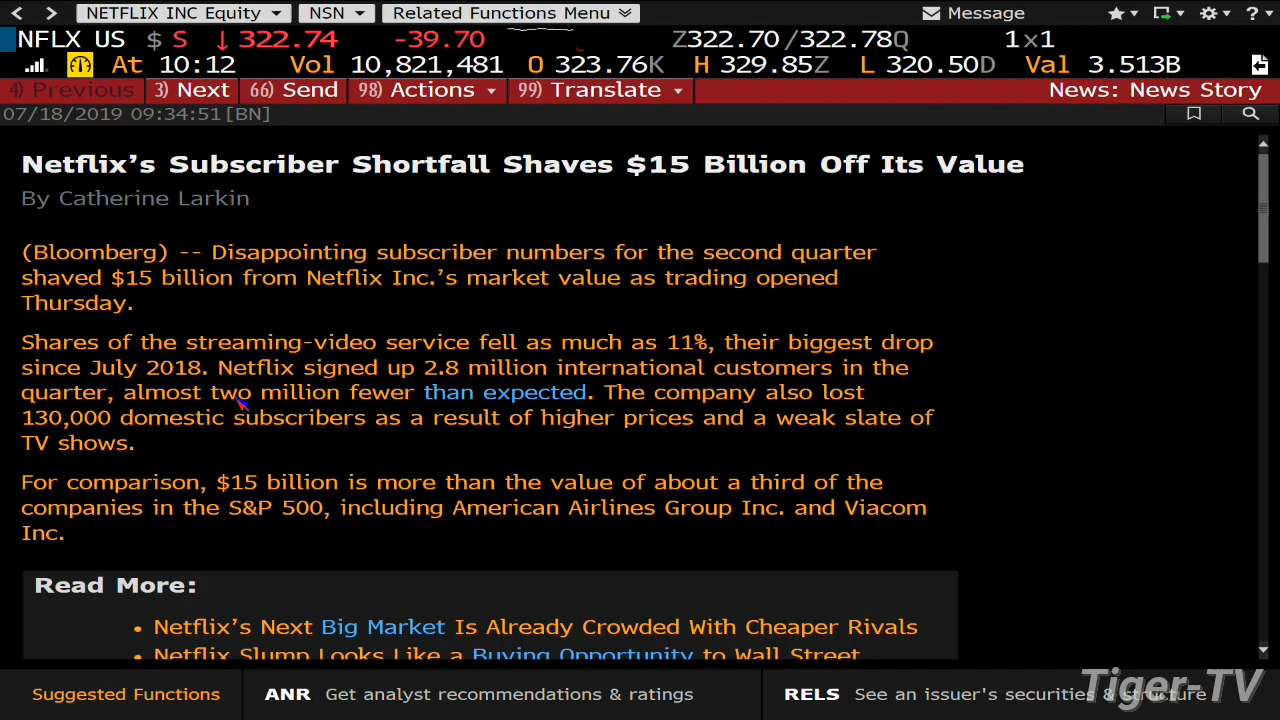 NETFLIX INC Equity NSN Related Functions Menu Message ?
NFLX US $ S ↓322.74 -39.70 Z322.70/322.78Q 1x1
At 10:12 Vol 10,821,481 O 323.76K H 329.85Z L 320.50D Val 3.513B
4) Previous 3) Next 66) Send 98) Actions 99) Translate News: News Story
07/18/2019 09:34:51[BN]
Netflix's Subscriber Shortfall Shaves $15 Billion Off Its Value
By Catherine Larkin
(Bloomberg) -- Disappointing subscriber numbers for the second quarter
shaved $15 billion from Netflix Inc.'s market value as trading opened
Thursday.
Shares of the streaming-video service fell as much as 11%, their biggest drop
since July 2018. Netflix signed up 2.8 million international customers in the
quarter, almost two million fewer than expected. The company also lost
130,000 domestic subscribers as a result of higher prices and a weak slate of
TV shows.
For comparison, $15 billion is more than the value of about a third of the
companies in the S&P 500, including American Airlines Group Inc. and Viacom
Inc.
Read More:
• Netflix's Next Big Market Is Already Crowded With Cheaper Rivals
• Netflix Slump Looks Like a Buying Opportunity to Wall Street
Suggested Functions ANR Get analyst recommendations & ratings RELS See an issuer's securities & structure
Tiger-TV